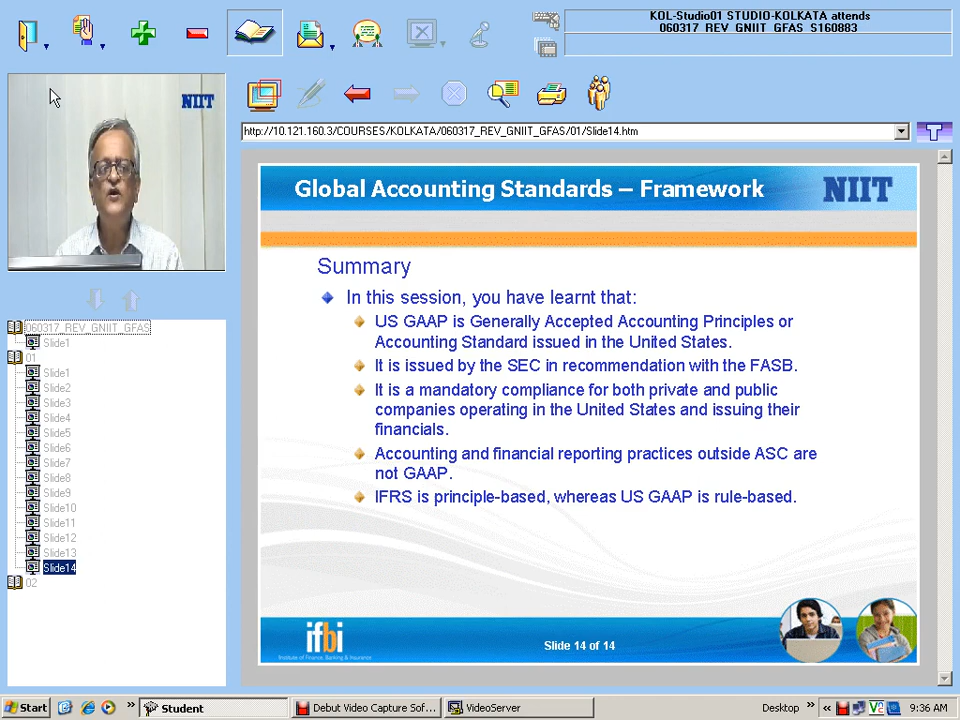 KOL-Studio01 STUDIO-KOLKATA attends
060317_REV_GNIIT_GFAS_S160883
NIIT
http://10.121.160.3/COURSES/KOLKATA/060317_REV_GNIIT_GFAS/01/Slide14.htm
T
Global Accounting Standards – Framework
NIIT
Summary
In this session, you have learnt that:
US GAAP is Generally Accepted Accounting Principles or
Accounting Standard issued in the United States.
It is issued by the SEC in recommendation with the FASB.
It is a mandatory compliance for both private and public
companies operating in the United States and issuing their
financials.
Accounting and financial reporting practices outside ASC are
not GAAP.
IFRS is principle-based, whereas US GAAP is rule-based.
ifbi
Institute of Finance, Banking & Insurance
Slide 14 of 14
060317_REV_GNIIT_GFAS
Slide1
01
Slide1
Slide2
Slide3
Slide4
Slide5
Slide6
Slide7
Slide8
Slide9
Slide10
Slide11
Slide12
Slide13
Slide14
02
Start
Student
Debut Video Capture Sof...
VideoServer
Desktop
9:36 AM